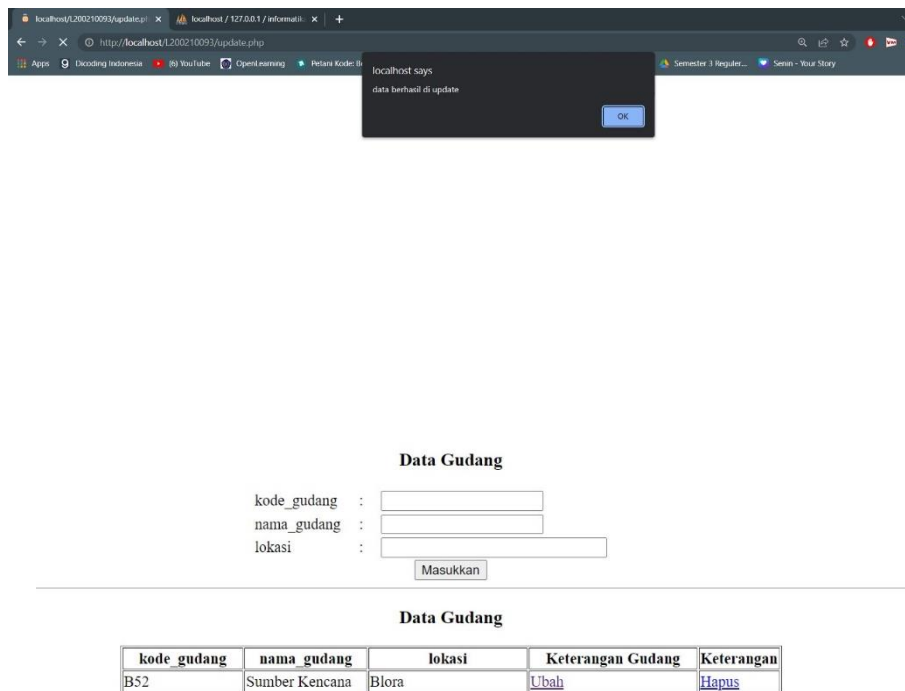 localhost/L200210093/update.p
localhost / 127.0.0.1 / informatik
http://localhost/L200210093/update.php
Apps
Dicoding Indonesia
(6) YouTube
OpenLearning
Petani Kode:
Semester 3 Reguler...
Senin - Your Story
localhost says
data berhasil di update
OK
Data Gudang
kode_gudang :
nama_gudang :
lokasi :
Masukkan
Data Gudang
kode_gudang nama_gudang lokasi Keterangan Gudang Keterangan
B52 Sumber Kencana Blora Ubah Hapus